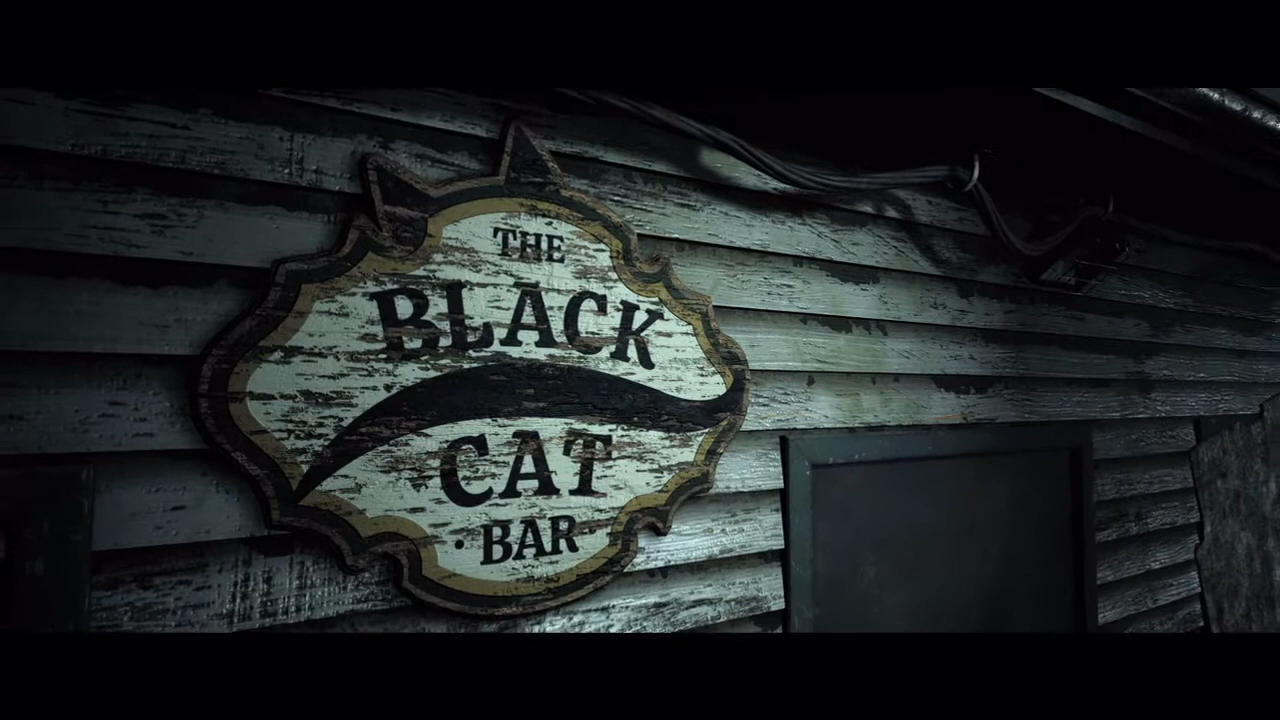 THE
BLACK
CAT
· BAR ·